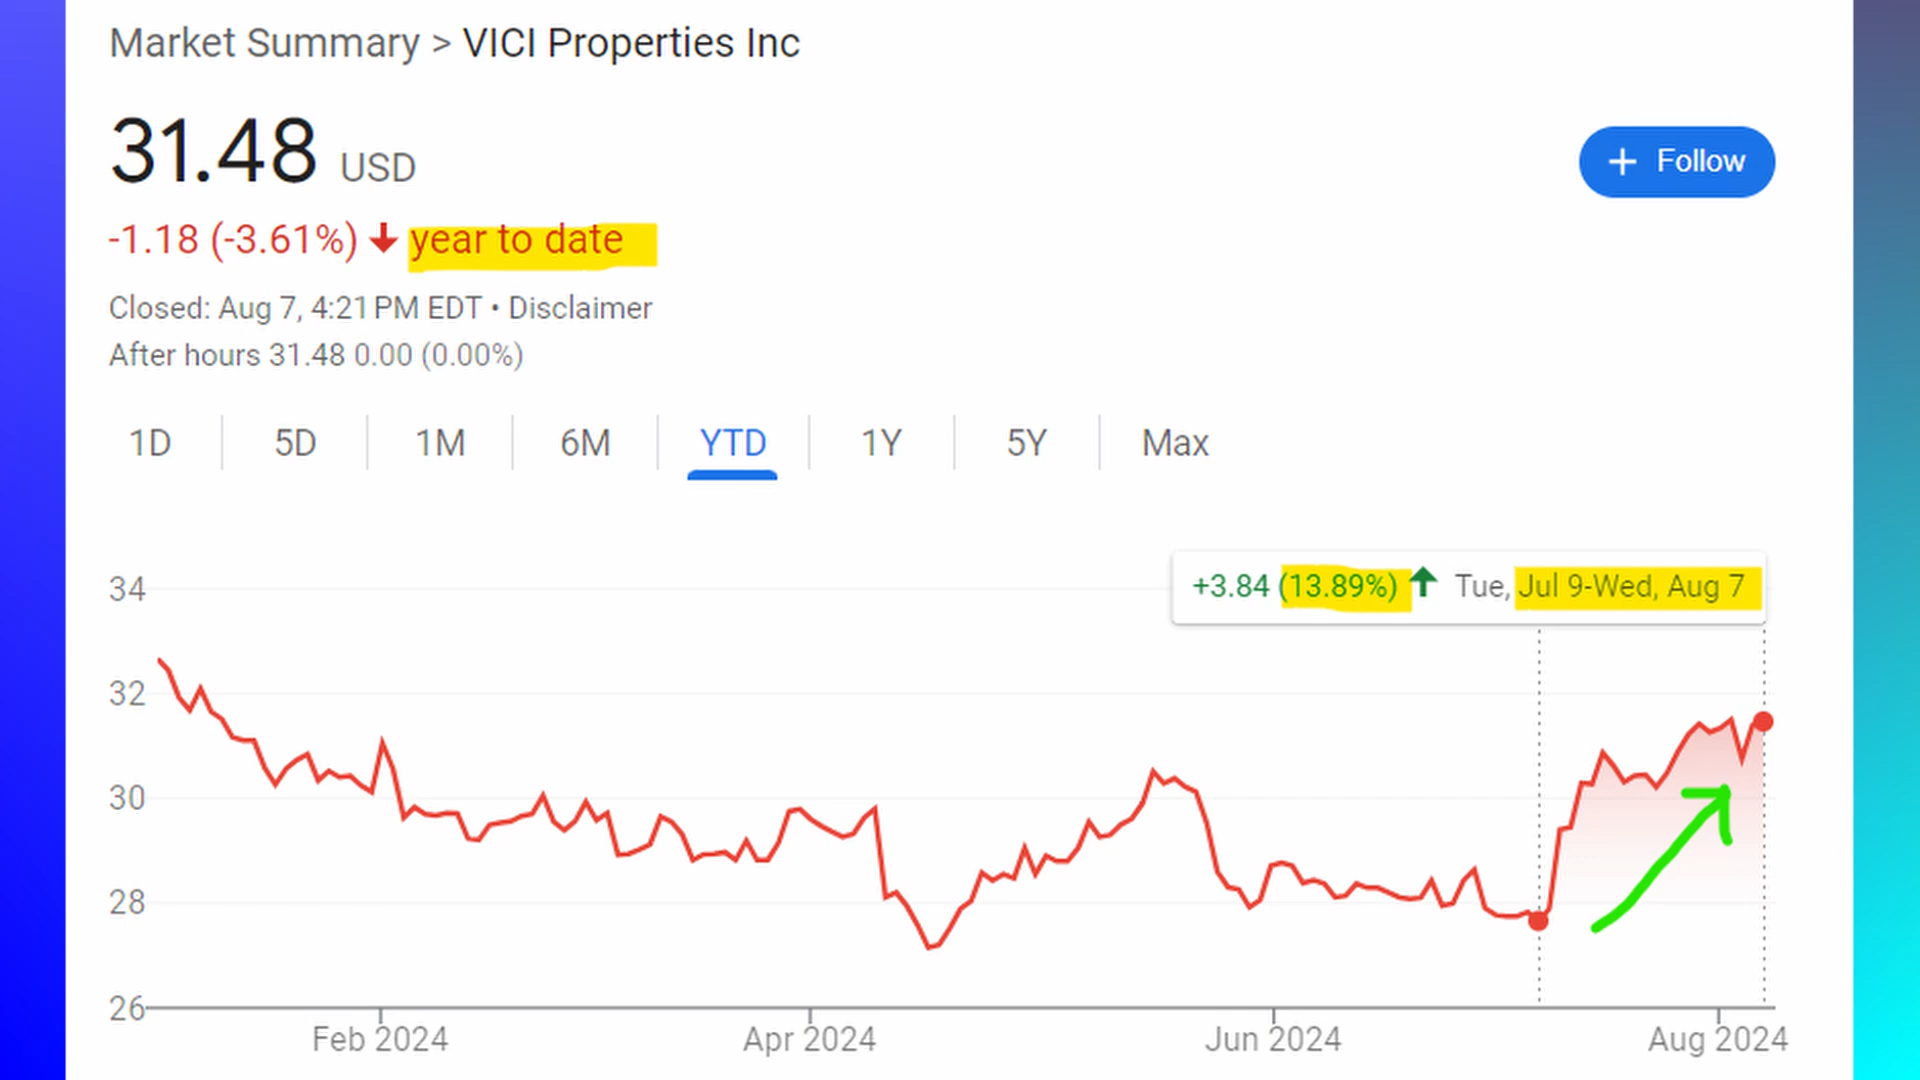 Market Summary > VICI Properties Inc
31.48 USD
+ Follow
-1.18 (-3.61%) ↓ year to date
Closed: Aug 7, 4:21 PM EDT • Disclaimer
After hours 31.48 0.00 (0.00%)
1D 5D 1M 6M YTD 1Y 5Y Max
+3.84 (13.89%) ↑ Tue, Jul 9-Wed, Aug 7
34
32
30
28
26
Feb 2024 Apr 2024 Jun 2024 Aug 2024